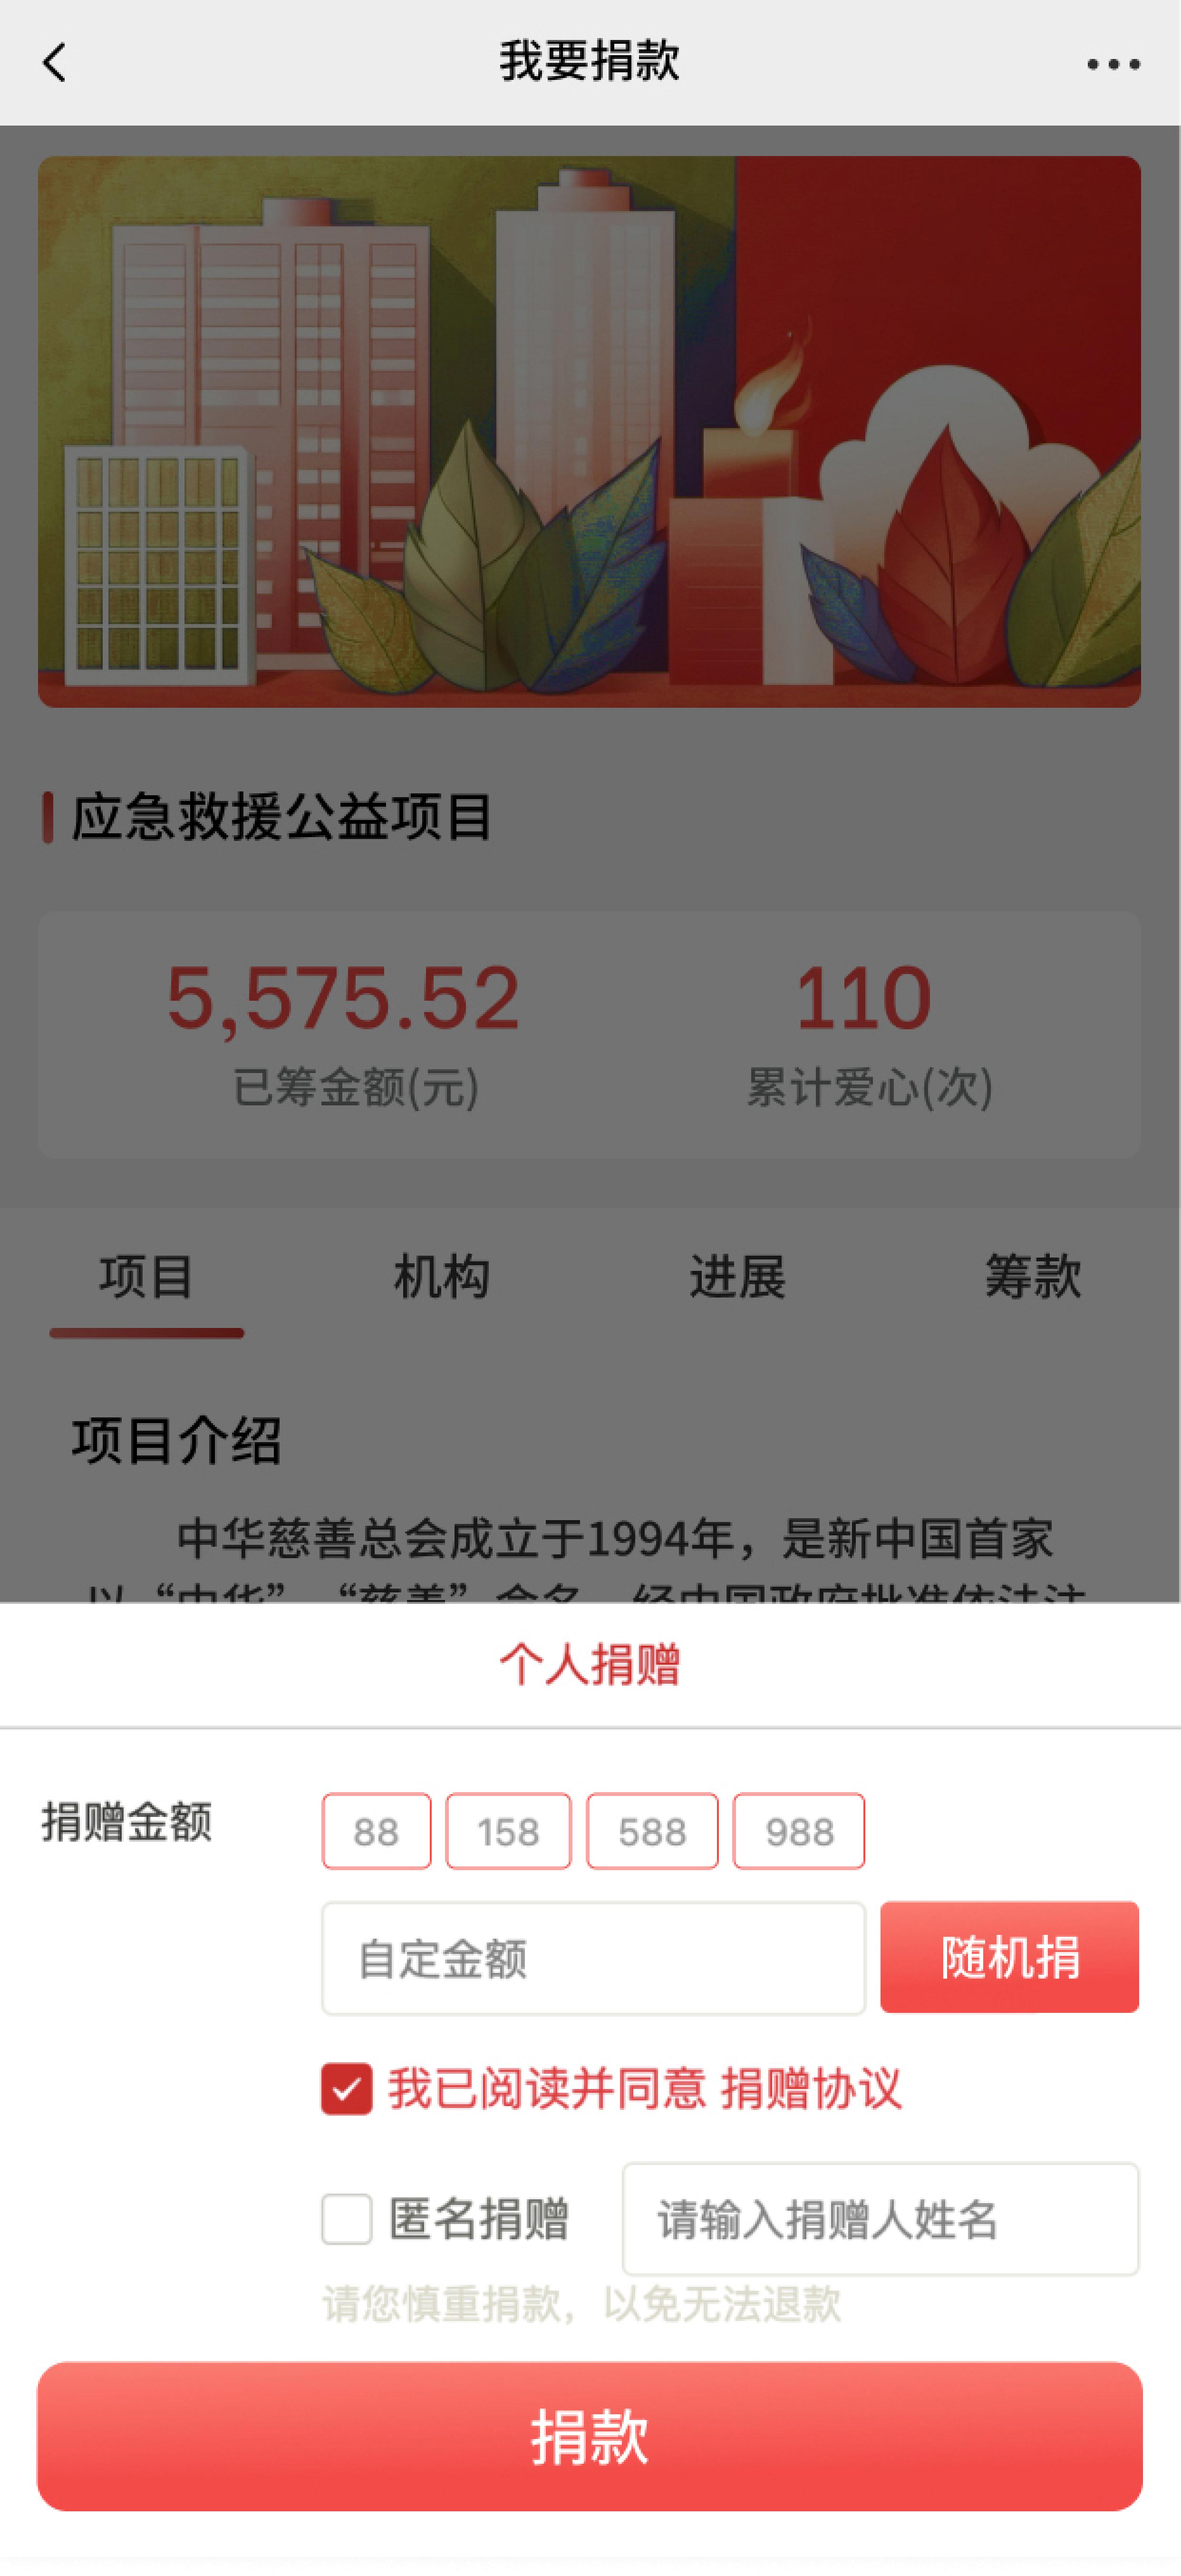 我要捐款
应急救援公益项目
5,575.52 110
已筹金额(元) 累计爱心(次)
项目 机构 进展 筹款
项目介绍
中华慈善总会成立于1994年，是新中国首家
以“中华”“慈善”命名、经中国政府批准依法注
个人捐赠
捐赠金额 88 158 588 988
自定金额 随机捐
我已阅读并同意 捐赠协议
匿名捐赠 请输入捐赠人姓名
请您慎重捐款，以免无法退款
捐款